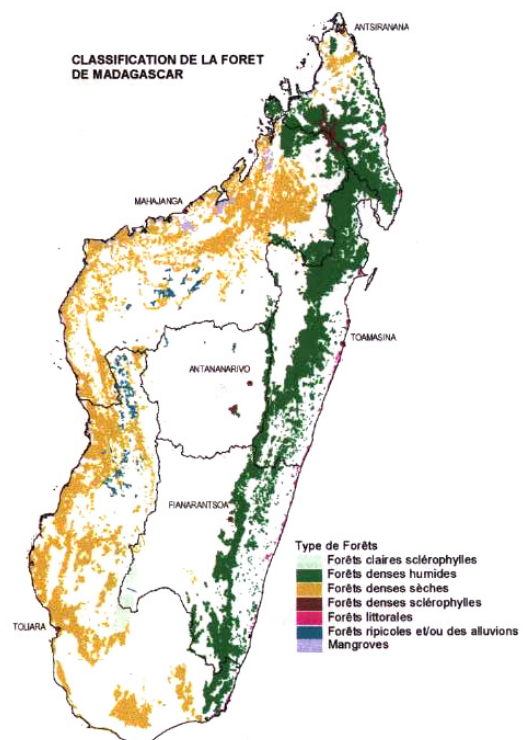 ANTSIRANANA
CLASSIFICATION DE LA FORET
DE MADAGASCAR
MAHAJANGA
TOAMASINA
ANTANANARIVO
FIANARANTSOA
TOLIARA
Type de Forêts
Forêts claires sclérophylles
Forêts denses humides
Forêts denses sèches
Forêts denses sclérophylles
Forêts littorales
Forêts ripicoles et/ou des alluvions
Mangroves